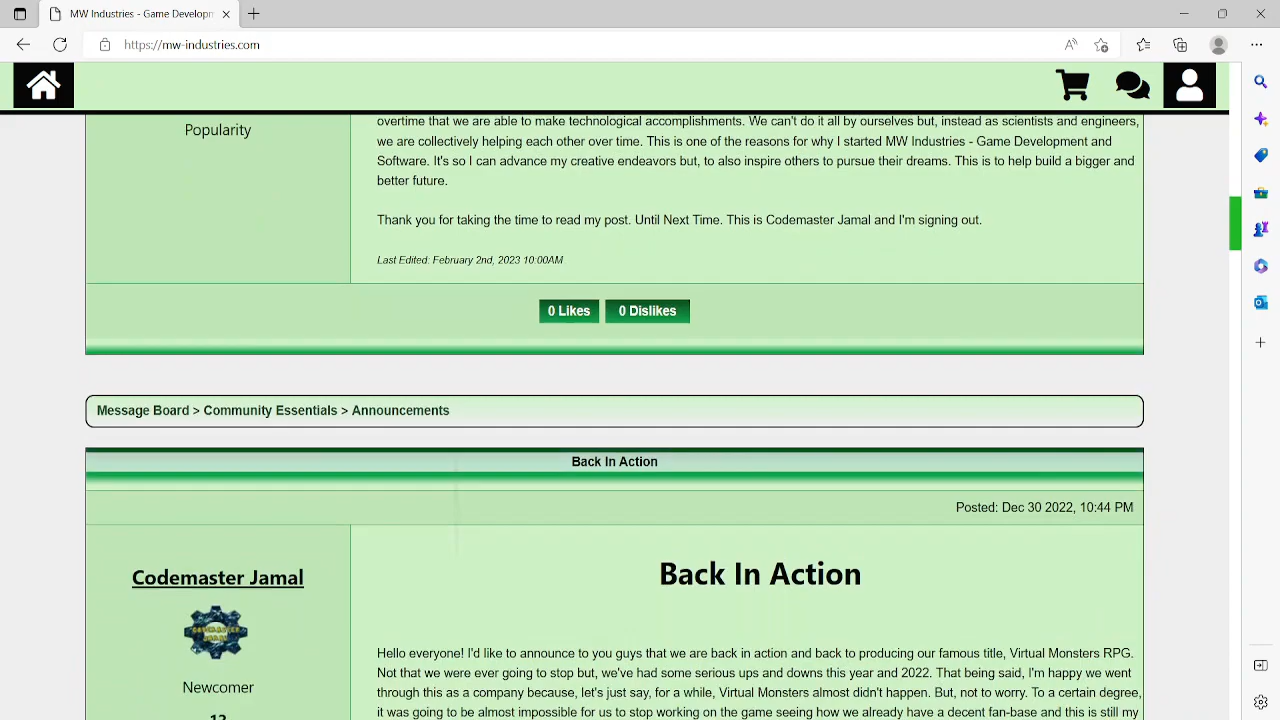 MW Industries - Game Developm
https://mw-industries.com
Popularity
overtime that we are able to make technological accomplishments. We can't do it all by ourselves but, instead as scientists and engineers,
we are collectively helping each other over time. This is one of the reasons for why I started MW Industries - Game Development and
Software. It's so I can advance my creative endeavors but, to also inspire others to pursue their dreams. This is to help build a bigger and
better future.
Thank you for taking the time to read my post. Until Next Time. This is Codemaster Jamal and I'm signing out.
Last Edited: February 2nd, 2023 10:00AM
0 Likes 0 Dislikes
Message Board > Community Essentials > Announcements
Back In Action
Posted: Dec 30 2022, 10:44 PM
Codemaster Jamal
Back In Action
Newcomer
12
Hello everyone! I'd like to announce to you guys that we are back in action and back to producing our famous title, Virtual Monsters RPG.
Not that we were ever going to stop but, we've had some serious ups and downs this year and 2022. That being said, I'm happy we went
through this as a company because, let's just say, for a while, Virtual Monsters almost didn't happen. But, not to worry. To a certain degree,
it was going to be almost impossible for us to stop working on the game seeing how we already have a decent fan-base and this is still my